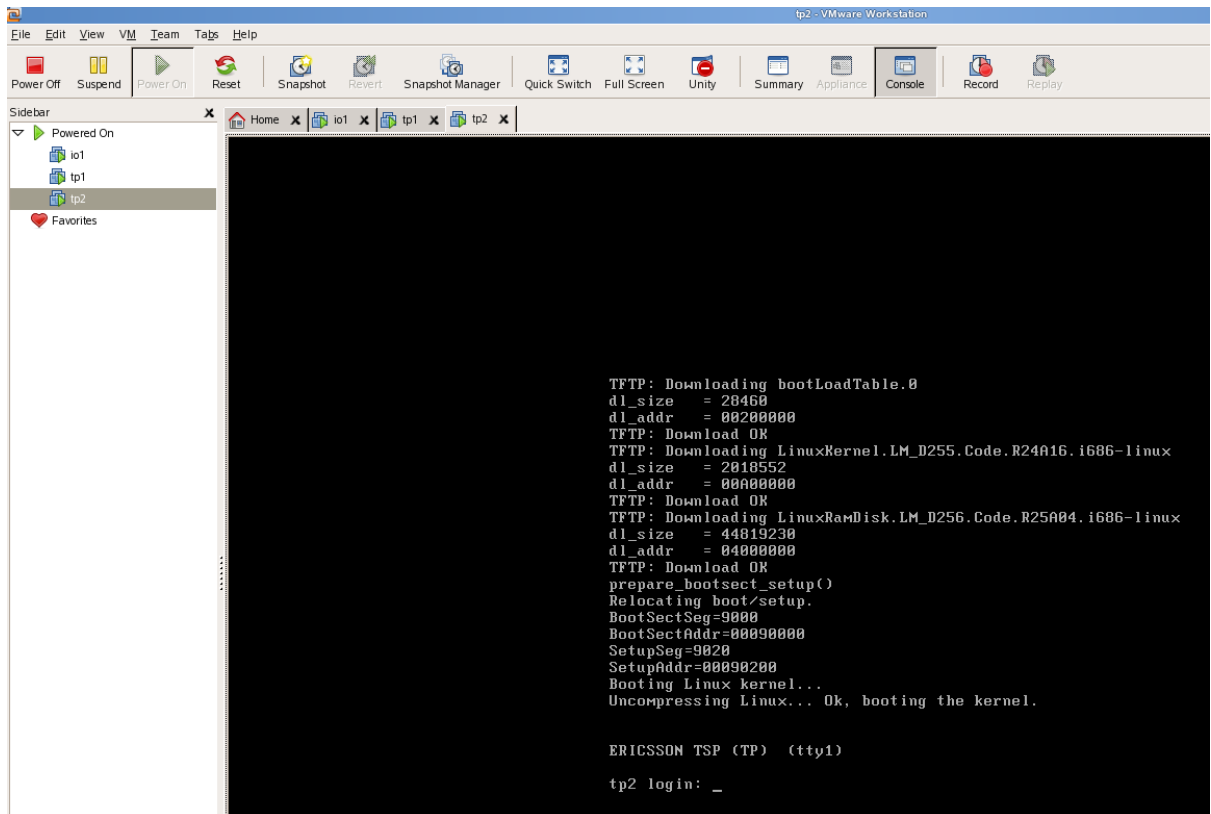 tp2 - VMware Workstation
File Edit View VM Team Tabs Help
Power Off Suspend Power On Reset Snapshot Revert Snapshot Manager Quick Switch Full Screen Unity Summary Appliance Console Record Replay
Sidebar
Home io1 tp1 tp2
Powered On
io1
tp1
tp2
Favorites
TFTP: Downloading bootLoadTable.0
dl_size = 28460
dl_addr = 00200000
TFTP: Download OK
TFTP: Downloading LinuxKernel.LM_D255.Code.R24A16.i686-linux
dl_size = 2018552
dl_addr = 00A00000
TFTP: Download OK
TFTP: Downloading LinuxRamDisk.LM_D256.Code.R25A04.i686-linux
dl_size = 44819230
dl_addr = 04000000
TFTP: Download OK
prepare_bootsect_setup()
Relocating boot/setup.
BootSectSeg=9000
BootSectAddr=00090000
SetupSeg=9020
SetupAddr=00090200
Booting Linux kernel...
Uncompressing Linux... Ok, booting the kernel.
ERICSSON TSP (TP) (tty1)
tp2 login: _